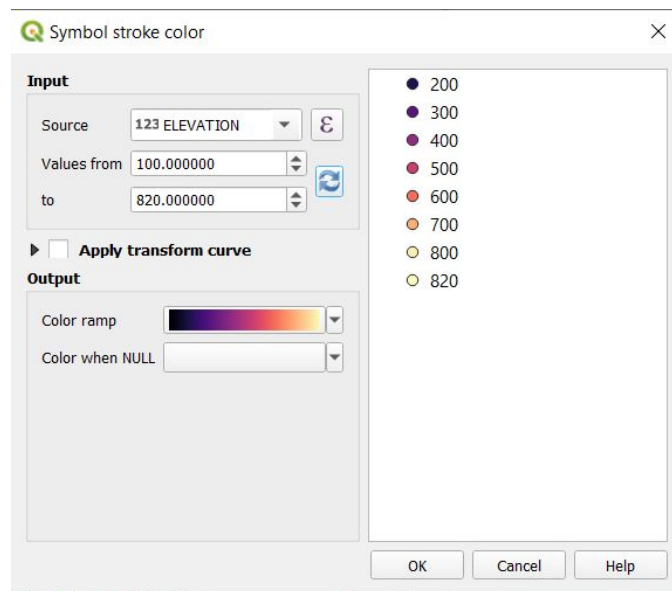 Symbol stroke color
Input
Source 123 ELEVATION ε
Values from 100.000000
to 820.000000
Apply transform curve
Output
Color ramp
Color when NULL
200
300
400
500
600
700
800
820
OK Cancel Help